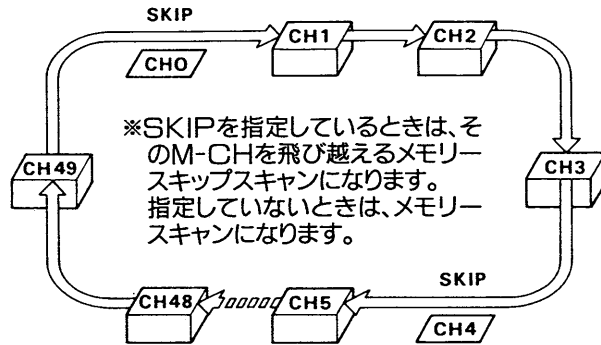 SKIP
CH0
CH1
CH2
※SKIPを指定しているときは、そ
のM-CHを飛び越えるメモリー
スキップスキャンになります。
指定していないときは、メモリー
スキャンになります。
CH49
CH3
SKIP
CH48
CH5
CH4